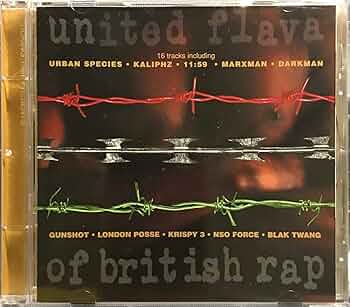 united flava
16 tracks including
URBAN SPECIES • KALIPHZ • 11:59 • MARXMAN • DARKMAN
GUNSHOT • LONDON POSSE • KRISPY 3 • NSO FORCE • BLAK TWANG
of british rap